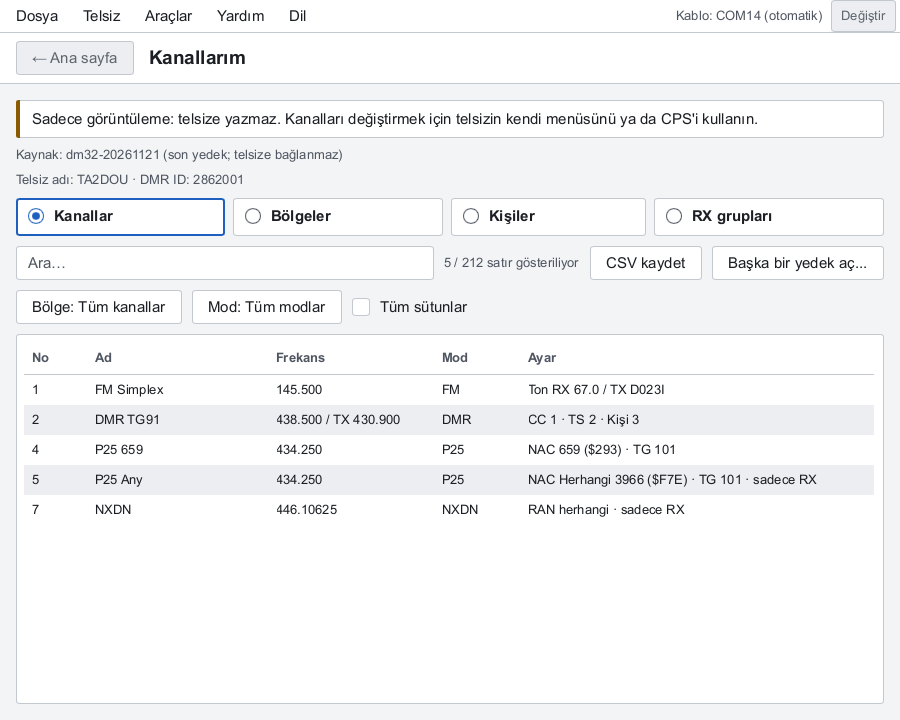 Dosya Telsiz Araçlar Yardım Dil Kablo: COM14 (otomatik) Değiştir
← Ana sayfa Kanallarım
Sadece görüntüleme: telsize yazmaz. Kanalları değiştirmek için telsizin kendi menüsünü ya da CPS'i kullanın.
Kaynak: dm32-20261121 (son yedek; telsize bağlanmaz)
Telsiz adı: TA2DOU · DMR ID: 2862001
Kanallar Bölgeler Kişiler RX grupları
Ara… 5 / 212 satır gösteriliyor CSV kaydet Başka bir yedek aç...
Bölge: Tüm kanallar Mod: Tüm modlar Tüm sütunlar
No Ad Frekans Mod Ayar
1 FM Simplex 145.500 FM Ton RX 67.0 / TX D023I
2 DMR TG91 438.500 / TX 430.900 DMR CC 1 · TS 2 · Kişi 3
4 P25 659 434.250 P25 NAC 659 ($293) · TG 101
5 P25 Any 434.250 P25 NAC Herhangi 3966 ($F7E) · TG 101 · sadece RX
7 NXDN 446.10625 NXDN RAN herhangi · sadece RX